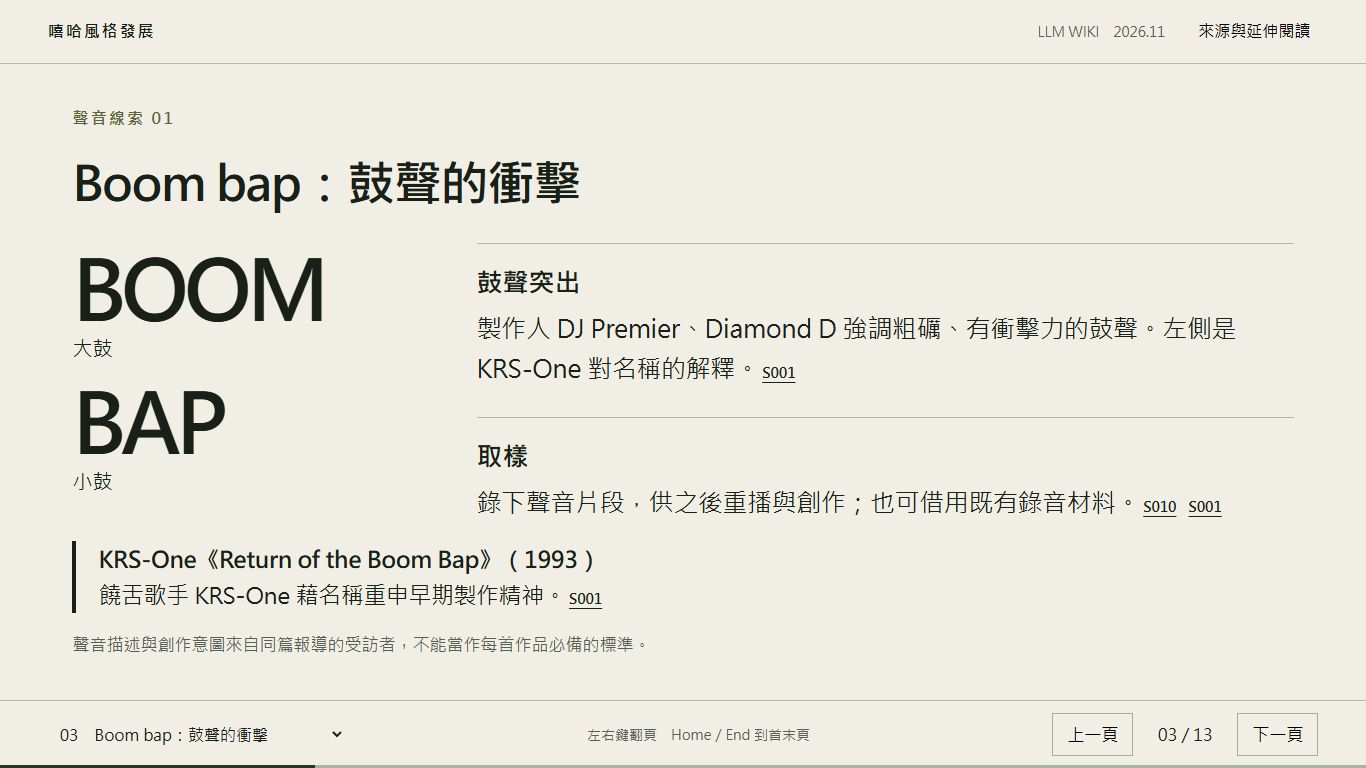 嘻哈風格發展
LLM WIKI 2026.11 來源與延伸閱讀
聲音線索 01
Boom bap：鼓聲的衝擊
BOOM
大鼓
BAP
小鼓
鼓聲突出
製作人 DJ Premier、Diamond D 強調粗礪、有衝擊力的鼓聲。左側是
KRS-One 對名稱的解釋。 S001
取樣
錄下聲音片段，供之後重播與創作；也可借用既有錄音材料。 S010 S001
KRS-One《Return of the Boom Bap》（1993）
饒舌歌手 KRS-One 藉名稱重申早期製作精神。 S001
聲音描述與創作意圖來自同篇報導的受訪者，不能當作每首作品必備的標準。
03 Boom bap：鼓聲的衝擊
左右鍵翻頁 Home / End 到首末頁
上一頁 03 / 13 下一頁